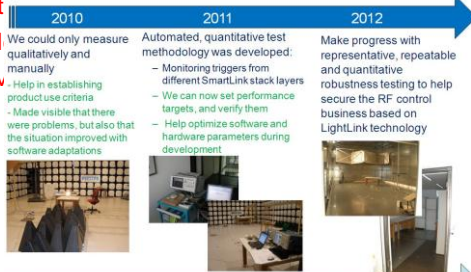 2010
2011
2012
We could only measure
qualitatively and
manually
- Help in establishing
product use criteria
- Made visible that there
were problems, but also that
the situation improved with
software adaptations
Automated, quantitative test
methodology was developed:
– Monitoring triggers from
different SmartLink stack layers
– We can now set performance
targets, and verify them
– Help optimize software and
hardware parameters during
development
Make progress with
representative, repeatable
and quantitative
robustness testing to help
secure the RF control
business based on
LightLink technology